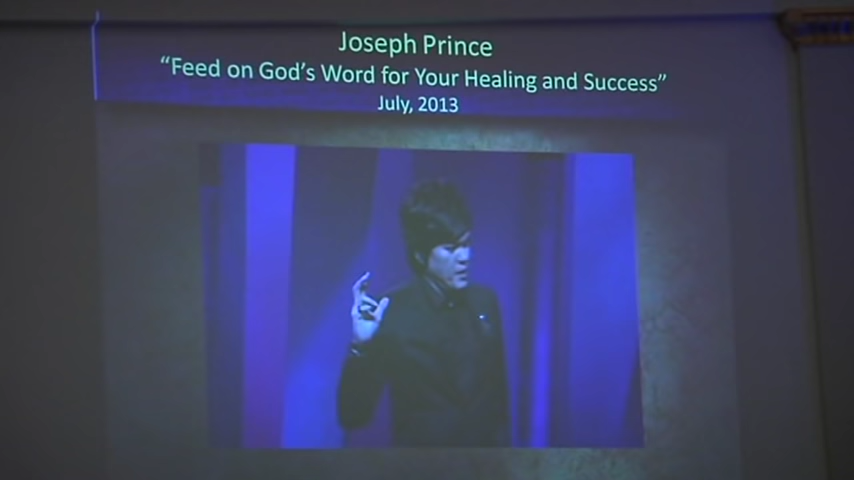 Joseph Prince
“Feed on God’s Word for Your Healing and Success”
July, 2013